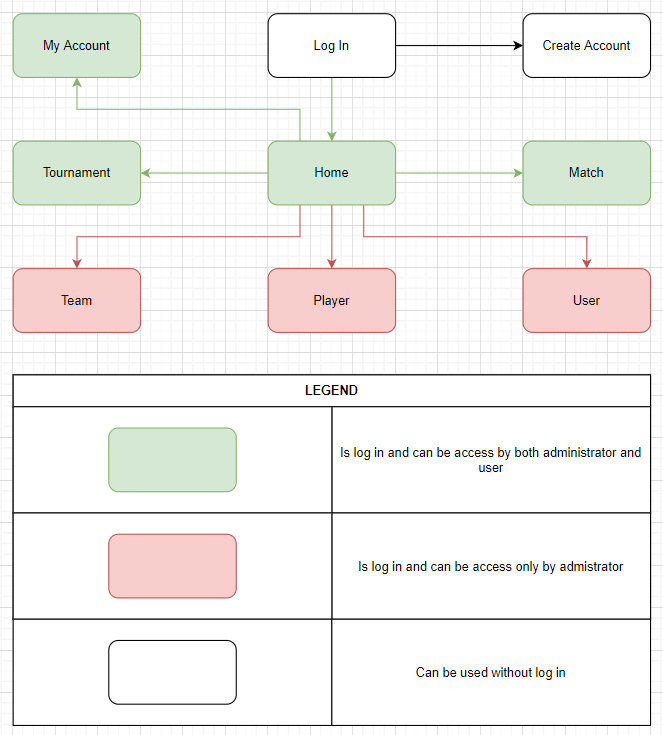 My Account
Log In
Create Account
Tournament
Home
Match
Team
Player
User
LEGEND
Is log in and can be access by both administrator and
user
Is log in and can be access only by admistrator
Can be used without log in